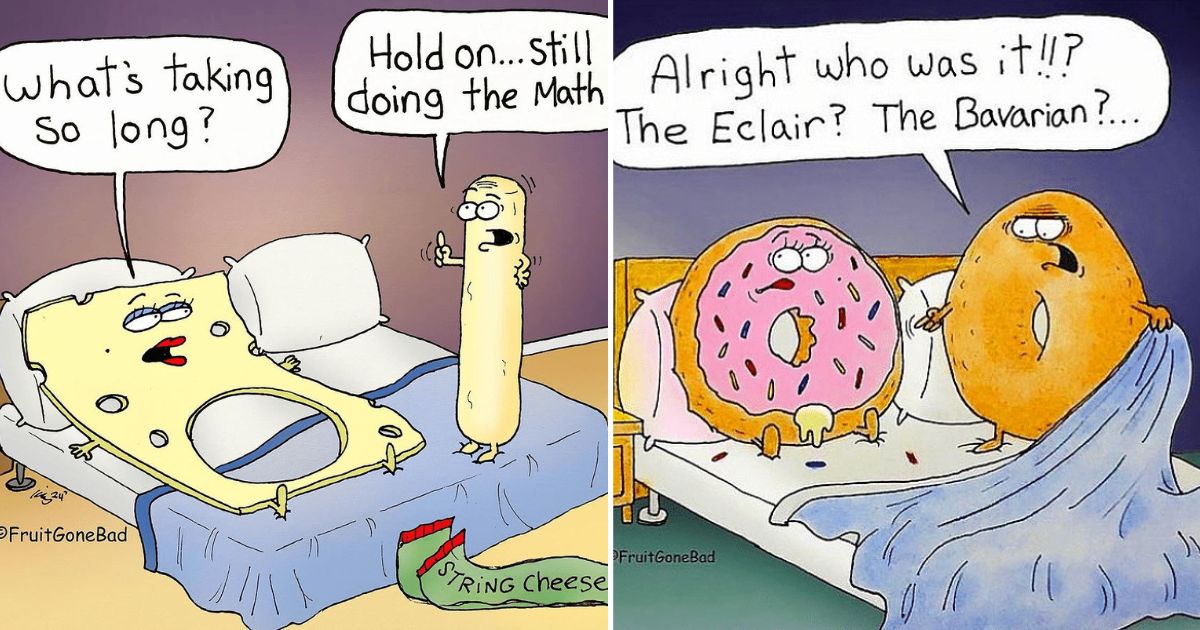 What's taking
So long?
Hold on...Still
doing the Math
©FruitGoneBad
STRING Cheese
Alright who was it!!?
The Eclair? The Bavarian?...
©FruitGoneBad